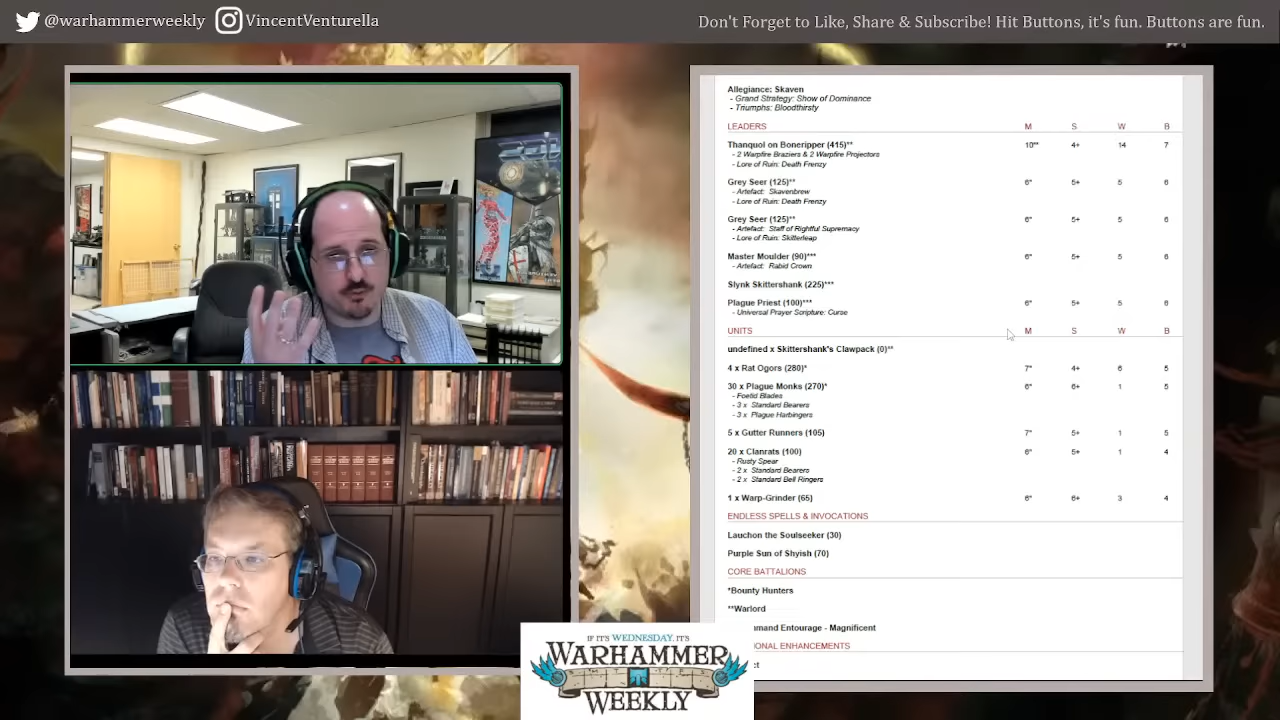 @warhammerweekly
@VincentVenturella
Don't Forget to Like, Share & Subscribe! Hit Buttons, it's fun. Buttons are fun.
Allegiance: Skaven
- Grand Strategy: Show of Dominance
- Triumphs: Bloodthirsty
LEADERS M S W B
Thanquol on Boneripper (415)** 10** 4+ 14 7
- 2 Warpfire Braziers & 2 Warpfire Projectors
- Lore of Ruin: Death Frenzy
Grey Seer (125)** 6" 5+ 5 6
- Artefact: Skavenbrew
- Lore of Ruin: Death Frenzy
Grey Seer (125)** 6" 5+ 5 6
- Artefact: Staff of Rightful Supremacy
- Lore of Ruin: Skitterleap
Master Moulder (90)*** 6" 5+ 5 6
- Artefact: Rabid Crown
Slynk Skittershank (225)***
Plague Priest (100)*** 6" 5+ 5 6
- Universal Prayer Scripture: Curse
UNITS M S W B
undefined x Skittershank's Clawpack (0)**
4 x Rat Ogors (280)* 7" 4+ 6 5
30 x Plague Monks (270)* 6" 6+ 1 5
- Foetid Blades
- 3 x Standard Bearers
- 3 x Plague Harbingers
5 x Gutter Runners (105) 7" 5+ 1 5
20 x Clanrats (100) 6" 5+ 1 4
- Rusty Spear
- 2 x Standard Bearers
- 2 x Standard Bell Ringers
1 x Warp-Grinder (65) 6" 6+ 3 4
ENDLESS SPELLS & INVOCATIONS
Lauchon the Soulseeker (30)
Purple Sun of Shyish (70)
CORE BATTALIONS
*Bounty Hunters
**Warlord
mmand Entourage - Magnificent
IONAL ENHANCEMENTS
ct
IF IT'S WEDNESDAY, IT'S
WARHAMMER
WEEKLY